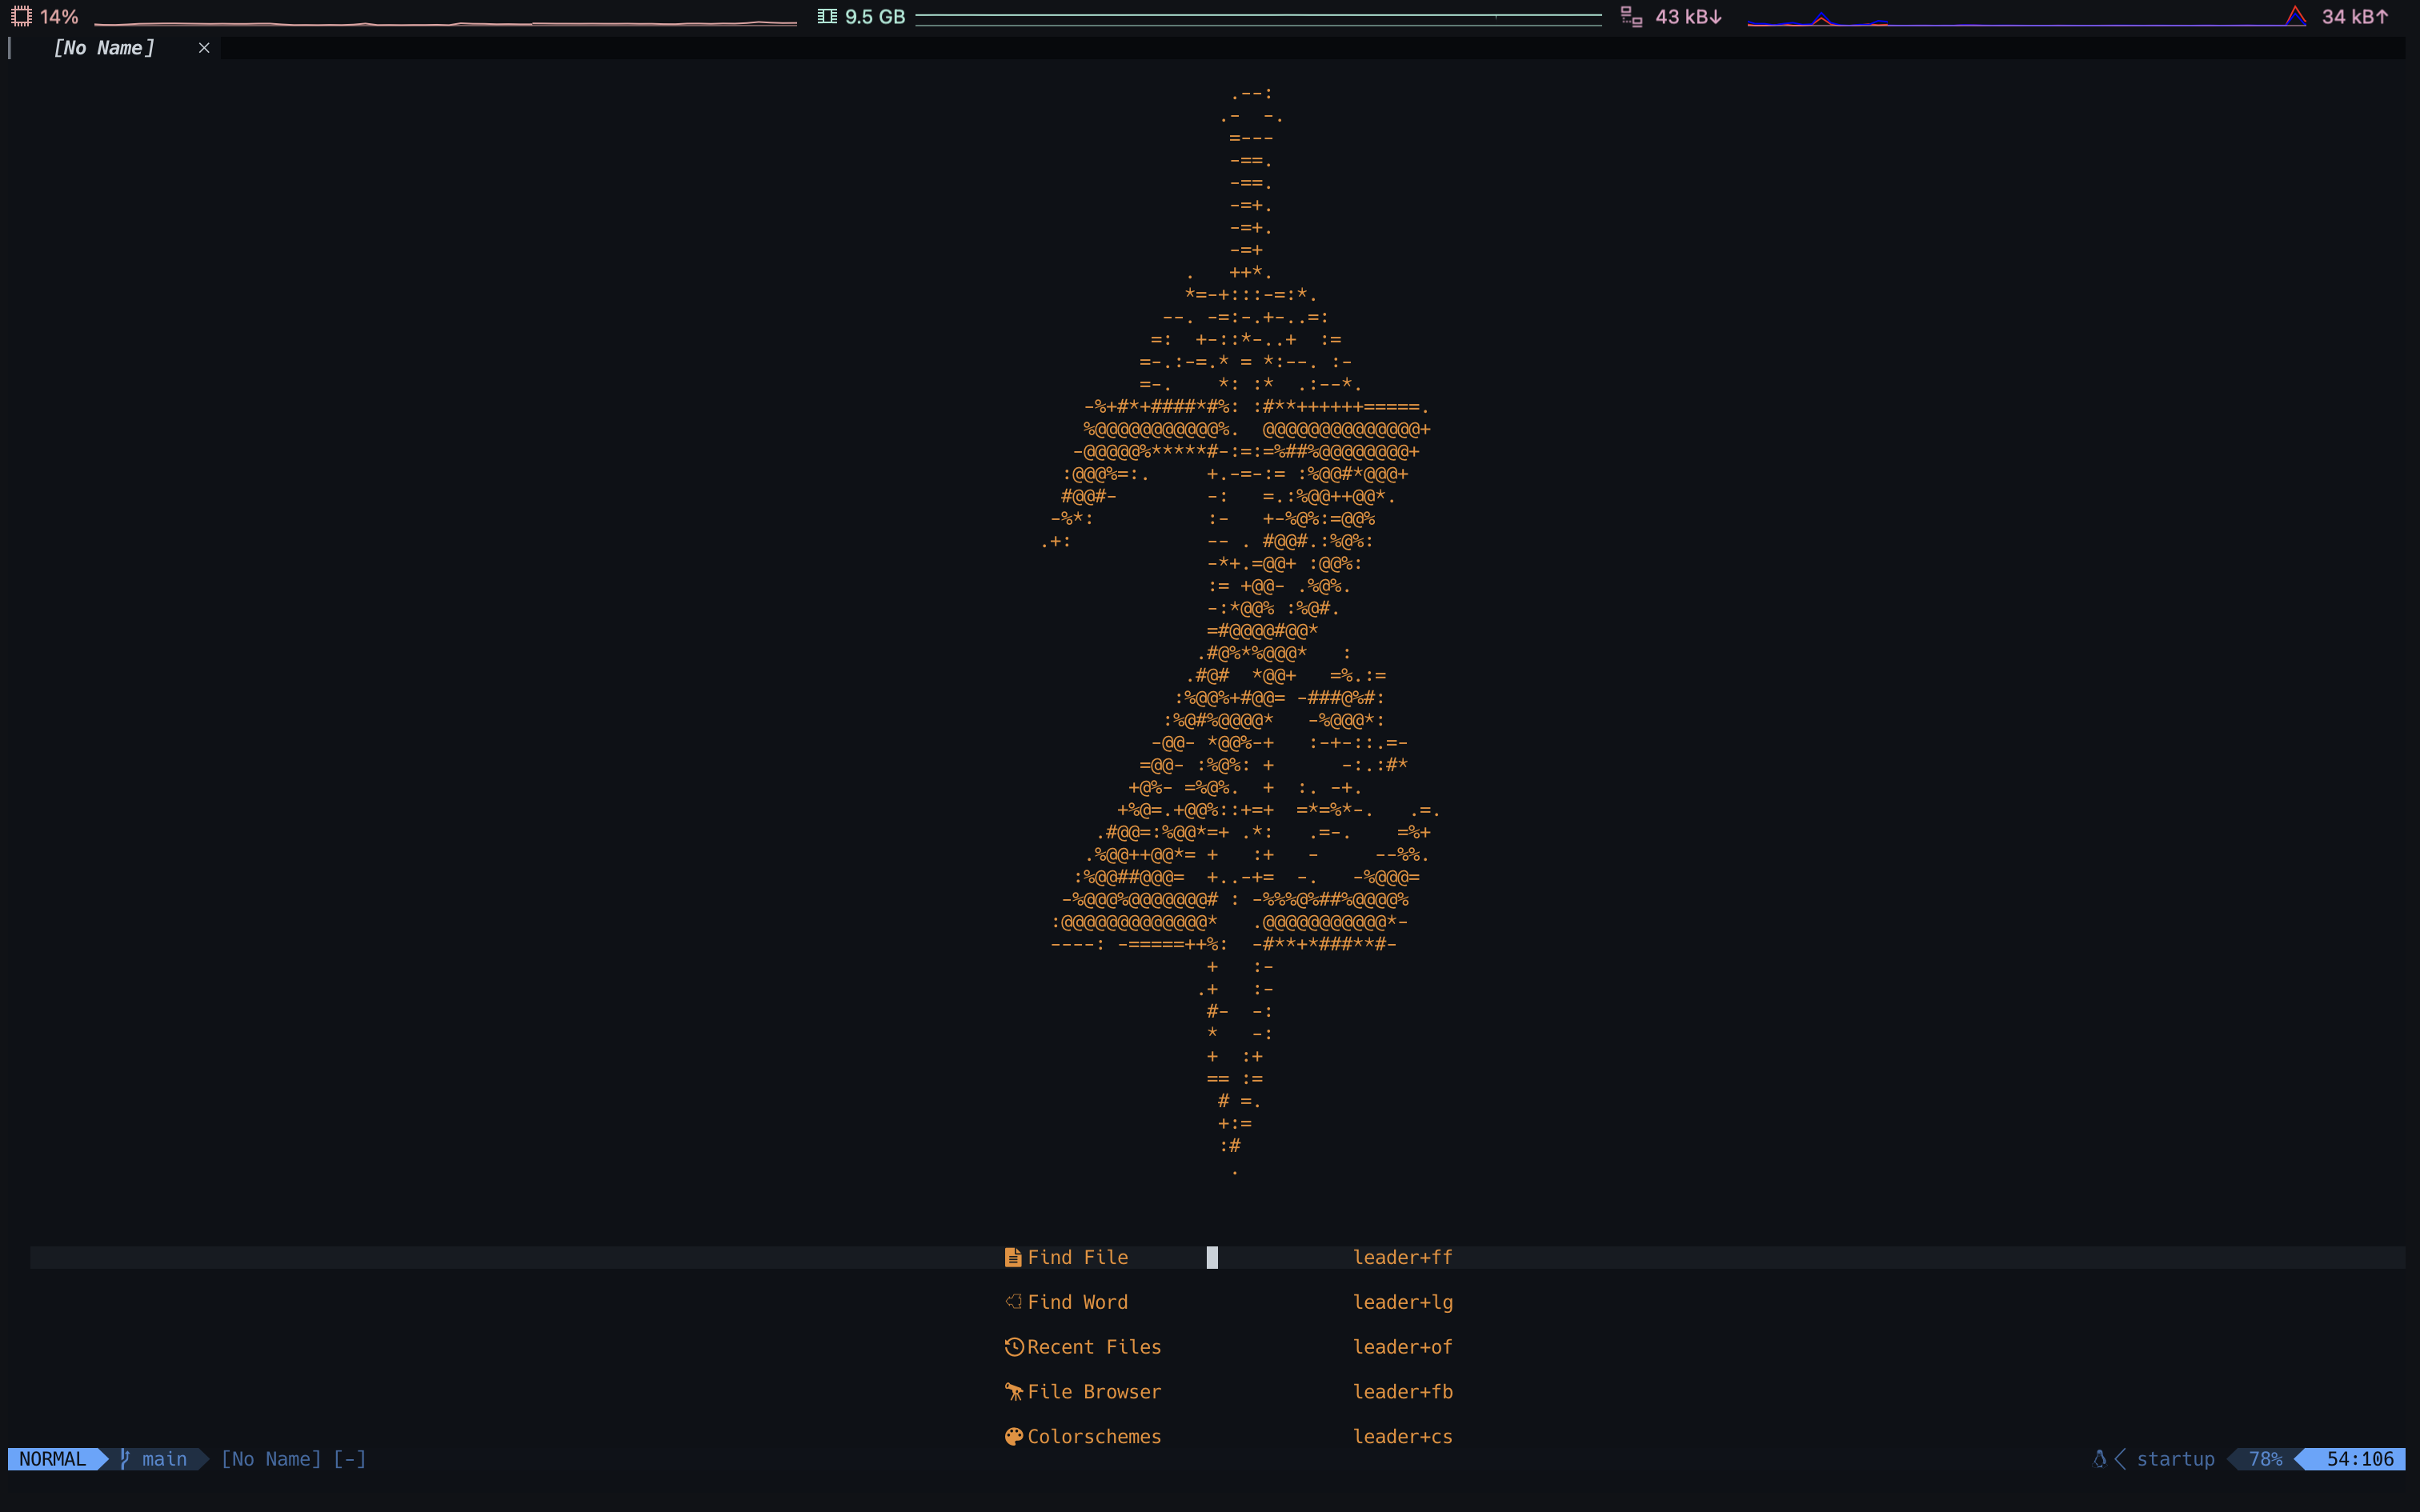 14% 9.5 GB 43 kB↓ 34 kB↑
[No Name] ×
.--:
.-  -.
=---
-==.
-==.
-=+.
-=+.
-=+
.   ++*.
*=-+:::-=:*.
--. -=:-.+-..=:
=:  +-::*-..+  :=
=-.:-=.* = *:--. :-
=-.    *: :*  .:--*.
-%+#*+####*#%: :#**++++++=====.
%@@@@@@@@@@@%.  @@@@@@@@@@@@@@+
-@@@@@%*****#-:=:=%##%@@@@@@@@+
:@@@%=:.     +.-=-:= :%@@#*@@@+
#@@#-        -:   =.:%@@++@@*.
-%*:          :-   +-%@%:=@@%
.+:            -- . #@@#.:%@%:
-*+.=@@+ :@@%:
:= +@@- .%@%.
-:*@@% :%@#.
=#@@@@#@@*
.#@%*%@@@*   :
.#@#  *@@+   =%.:=
:%@@%+#@@= -###@%#:
:%@#%@@@@*   -%@@@*:
-@@- *@@%-+   :-+-::.=-
=@@- :%@%: +      -:.:#*
+@%- =%@%.  +  :. -+.
+%@=.+@@%::+=+  =*=%*-.   .=.
.#@@=:%@@*=+ .*:   .=-.    =%+
.%@@++@@*= +   :+   -     --%%.
:%@@##@@@=  +..-+=  -.   -%@@@=
-%@@@%@@@@@@@# : -%%%@%##%@@@@%
:@@@@@@@@@@@@@*   .@@@@@@@@@@@*-
----: -=====++%:  -#**+*###**#-
+   :-
.+   :-
#-  -:
*   -:
+  :+
== :=
# =.
+:=
:#
.
Find File leader+ff
Find Word leader+lg
Recent Files leader+of
File Browser leader+fb
Colorschemes leader+cs
NORMAL main [No Name] [-] startup 78% 54:106